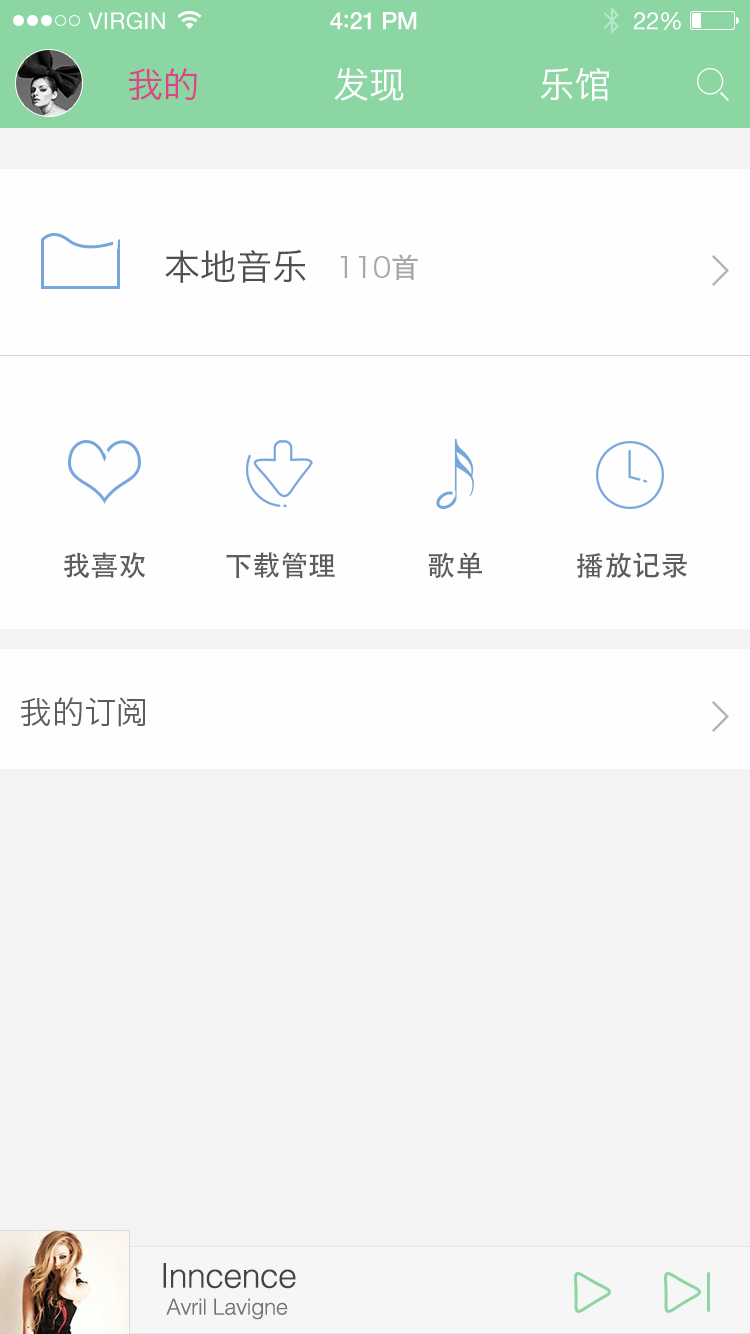 VIRGIN 4:21 PM 22%
我的 发现 乐馆
本地音乐 110首
我喜欢 下载管理 歌单 播放记录
我的订阅
Inncence
Avril Lavigne